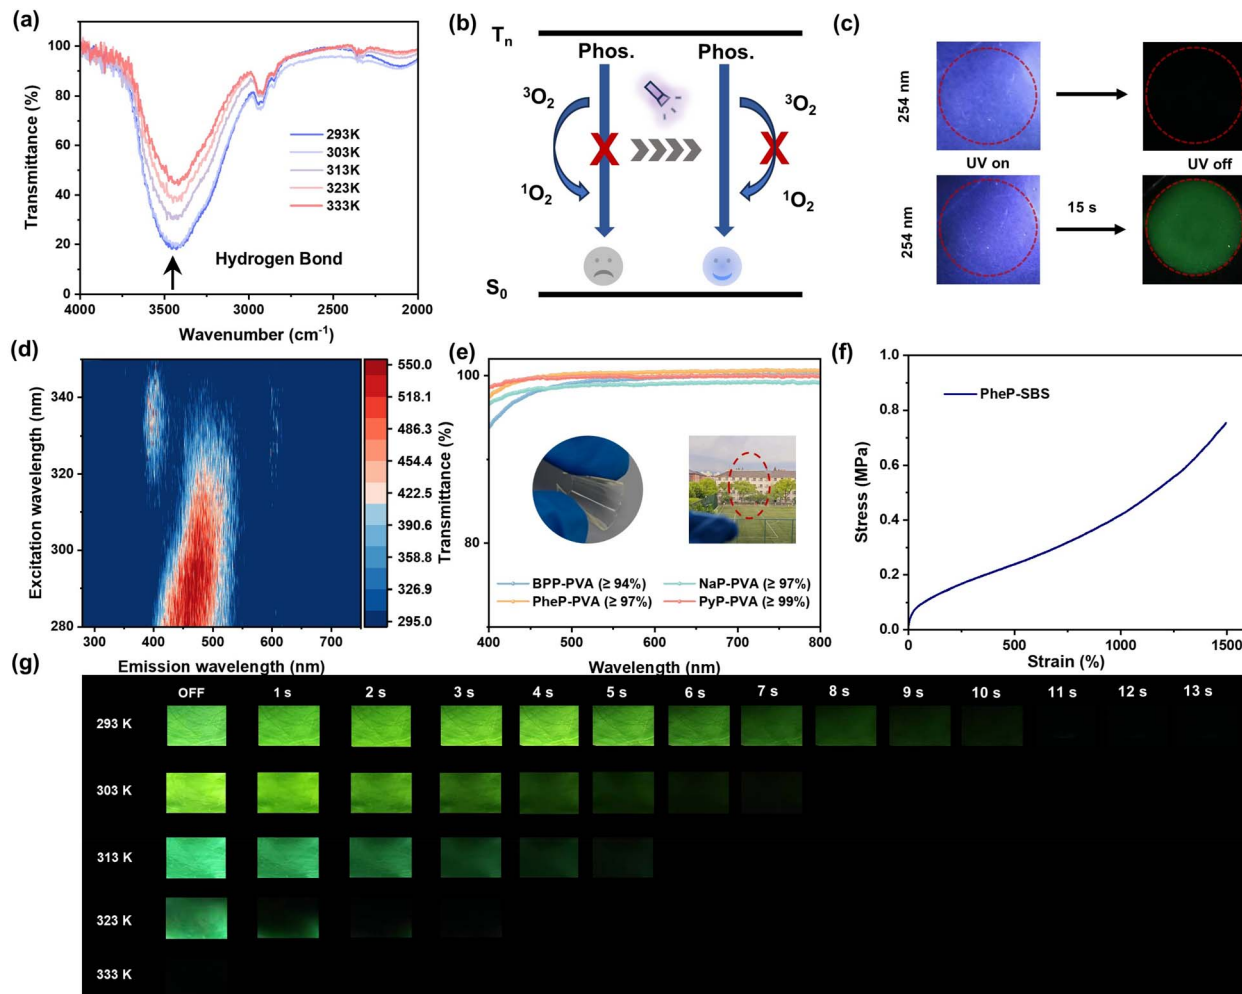 (a)
100
80
60
40
20
0
4000 3500 3000 2500 2000
Transmittance (%)
Wavenumber (cm⁻¹)
293K
303K
313K
323K
333K
Hydrogen Bond
(b)
Tₙ
Phos. Phos.
³O₂ ³O₂
¹O₂ ¹O₂
S₀
(c)
254 nm
UV on UV off
254 nm
15 s
(d)
340
320
300
280
300 400 500 600 700
Excitation wavelength (nm)
Emission wavelength (nm)
550.0
518.1
486.3
454.4
422.5
390.6
358.8
326.9
295.0
(e)
100
80
400 500 600 700 800
Transmittance (%)
Wavelength (nm)
BPP-PVA (≥ 94%) NaP-PVA (≥ 97%)
PheP-PVA (≥ 97%) PyP-PVA (≥ 99%)
(f)
1.0
0.8
0.6
0.4
0.2
0.0
0 500 1000 1500
Stress (MPa)
Strain (%)
PheP-SBS
(g)
OFF 1 s 2 s 3 s 4 s 5 s 6 s 7 s 8 s 9 s 10 s 11 s 12 s 13 s
293 K
303 K
313 K
323 K
333 K